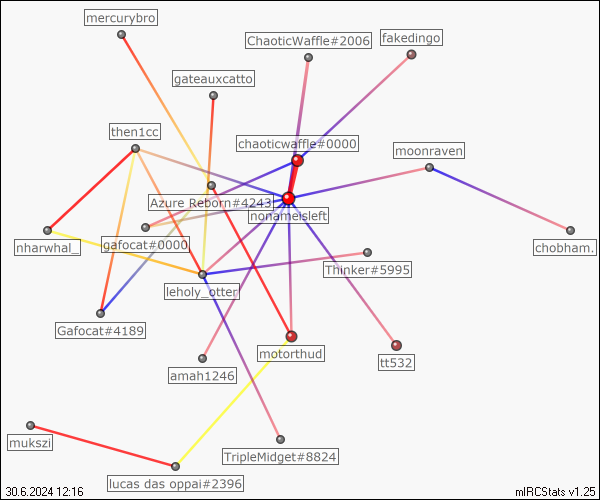 mercurybro
ChaoticWaffle#2006
fakedingo
gateauxcatto
then1cc
chaoticwaffle#0000
moonraven
Azure Reborn#4243
nonameisleft
nharwhal_
gafocat#0000
chobham.
Thinker#5995
leholy_otter
Gafocat#4189
motorthud
tt532
amah1246
mukszi
TripleMidget#8824
lucas das oppai#2396
30.6.2024 12:16
mIRCStats v1.25